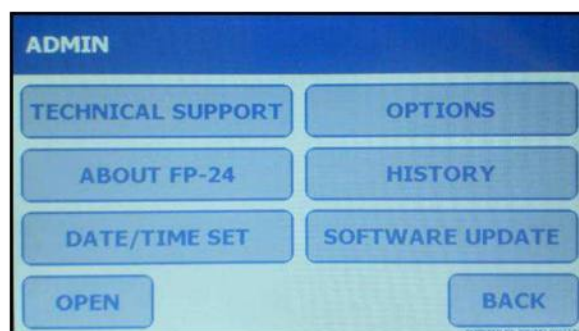 ADMIN
TECHNICAL SUPPORT OPTIONS
ABOUT FP-24 HISTORY
DATE/TIME SET SOFTWARE UPDATE
OPEN BACK